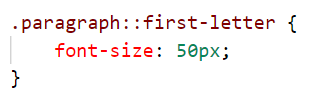 .paragraph::first-letter {
    font-size: 50px;
}